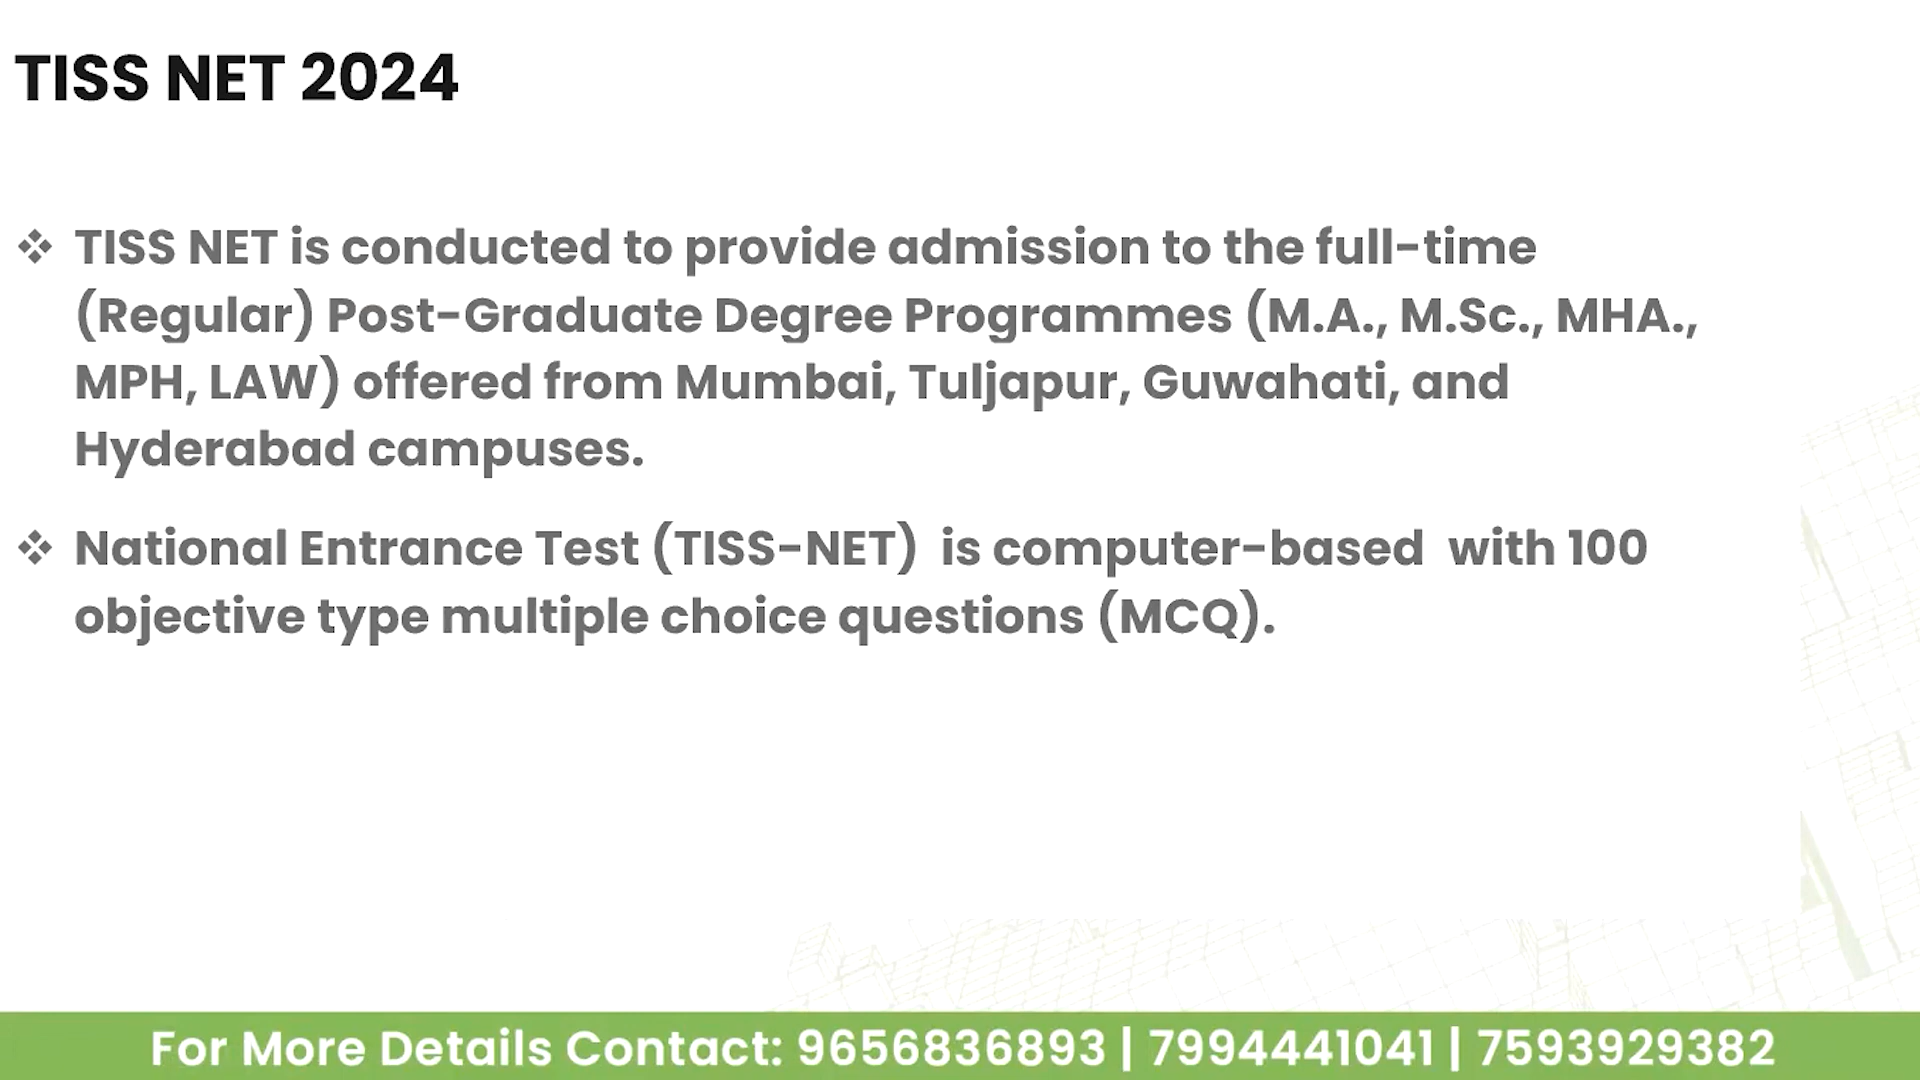 TISS NET 2024
❖ TISS NET is conducted to provide admission to the full-time
(Regular) Post-Graduate Degree Programmes (M.A., M.Sc., MHA.,
MPH, LAW) offered from Mumbai, Tuljapur, Guwahati, and
Hyderabad campuses.
❖ National Entrance Test (TISS-NET)  is computer-based  with 100
objective type multiple choice questions (MCQ).
For More Details Contact: 9656836893 | 7994441041 | 7593929382